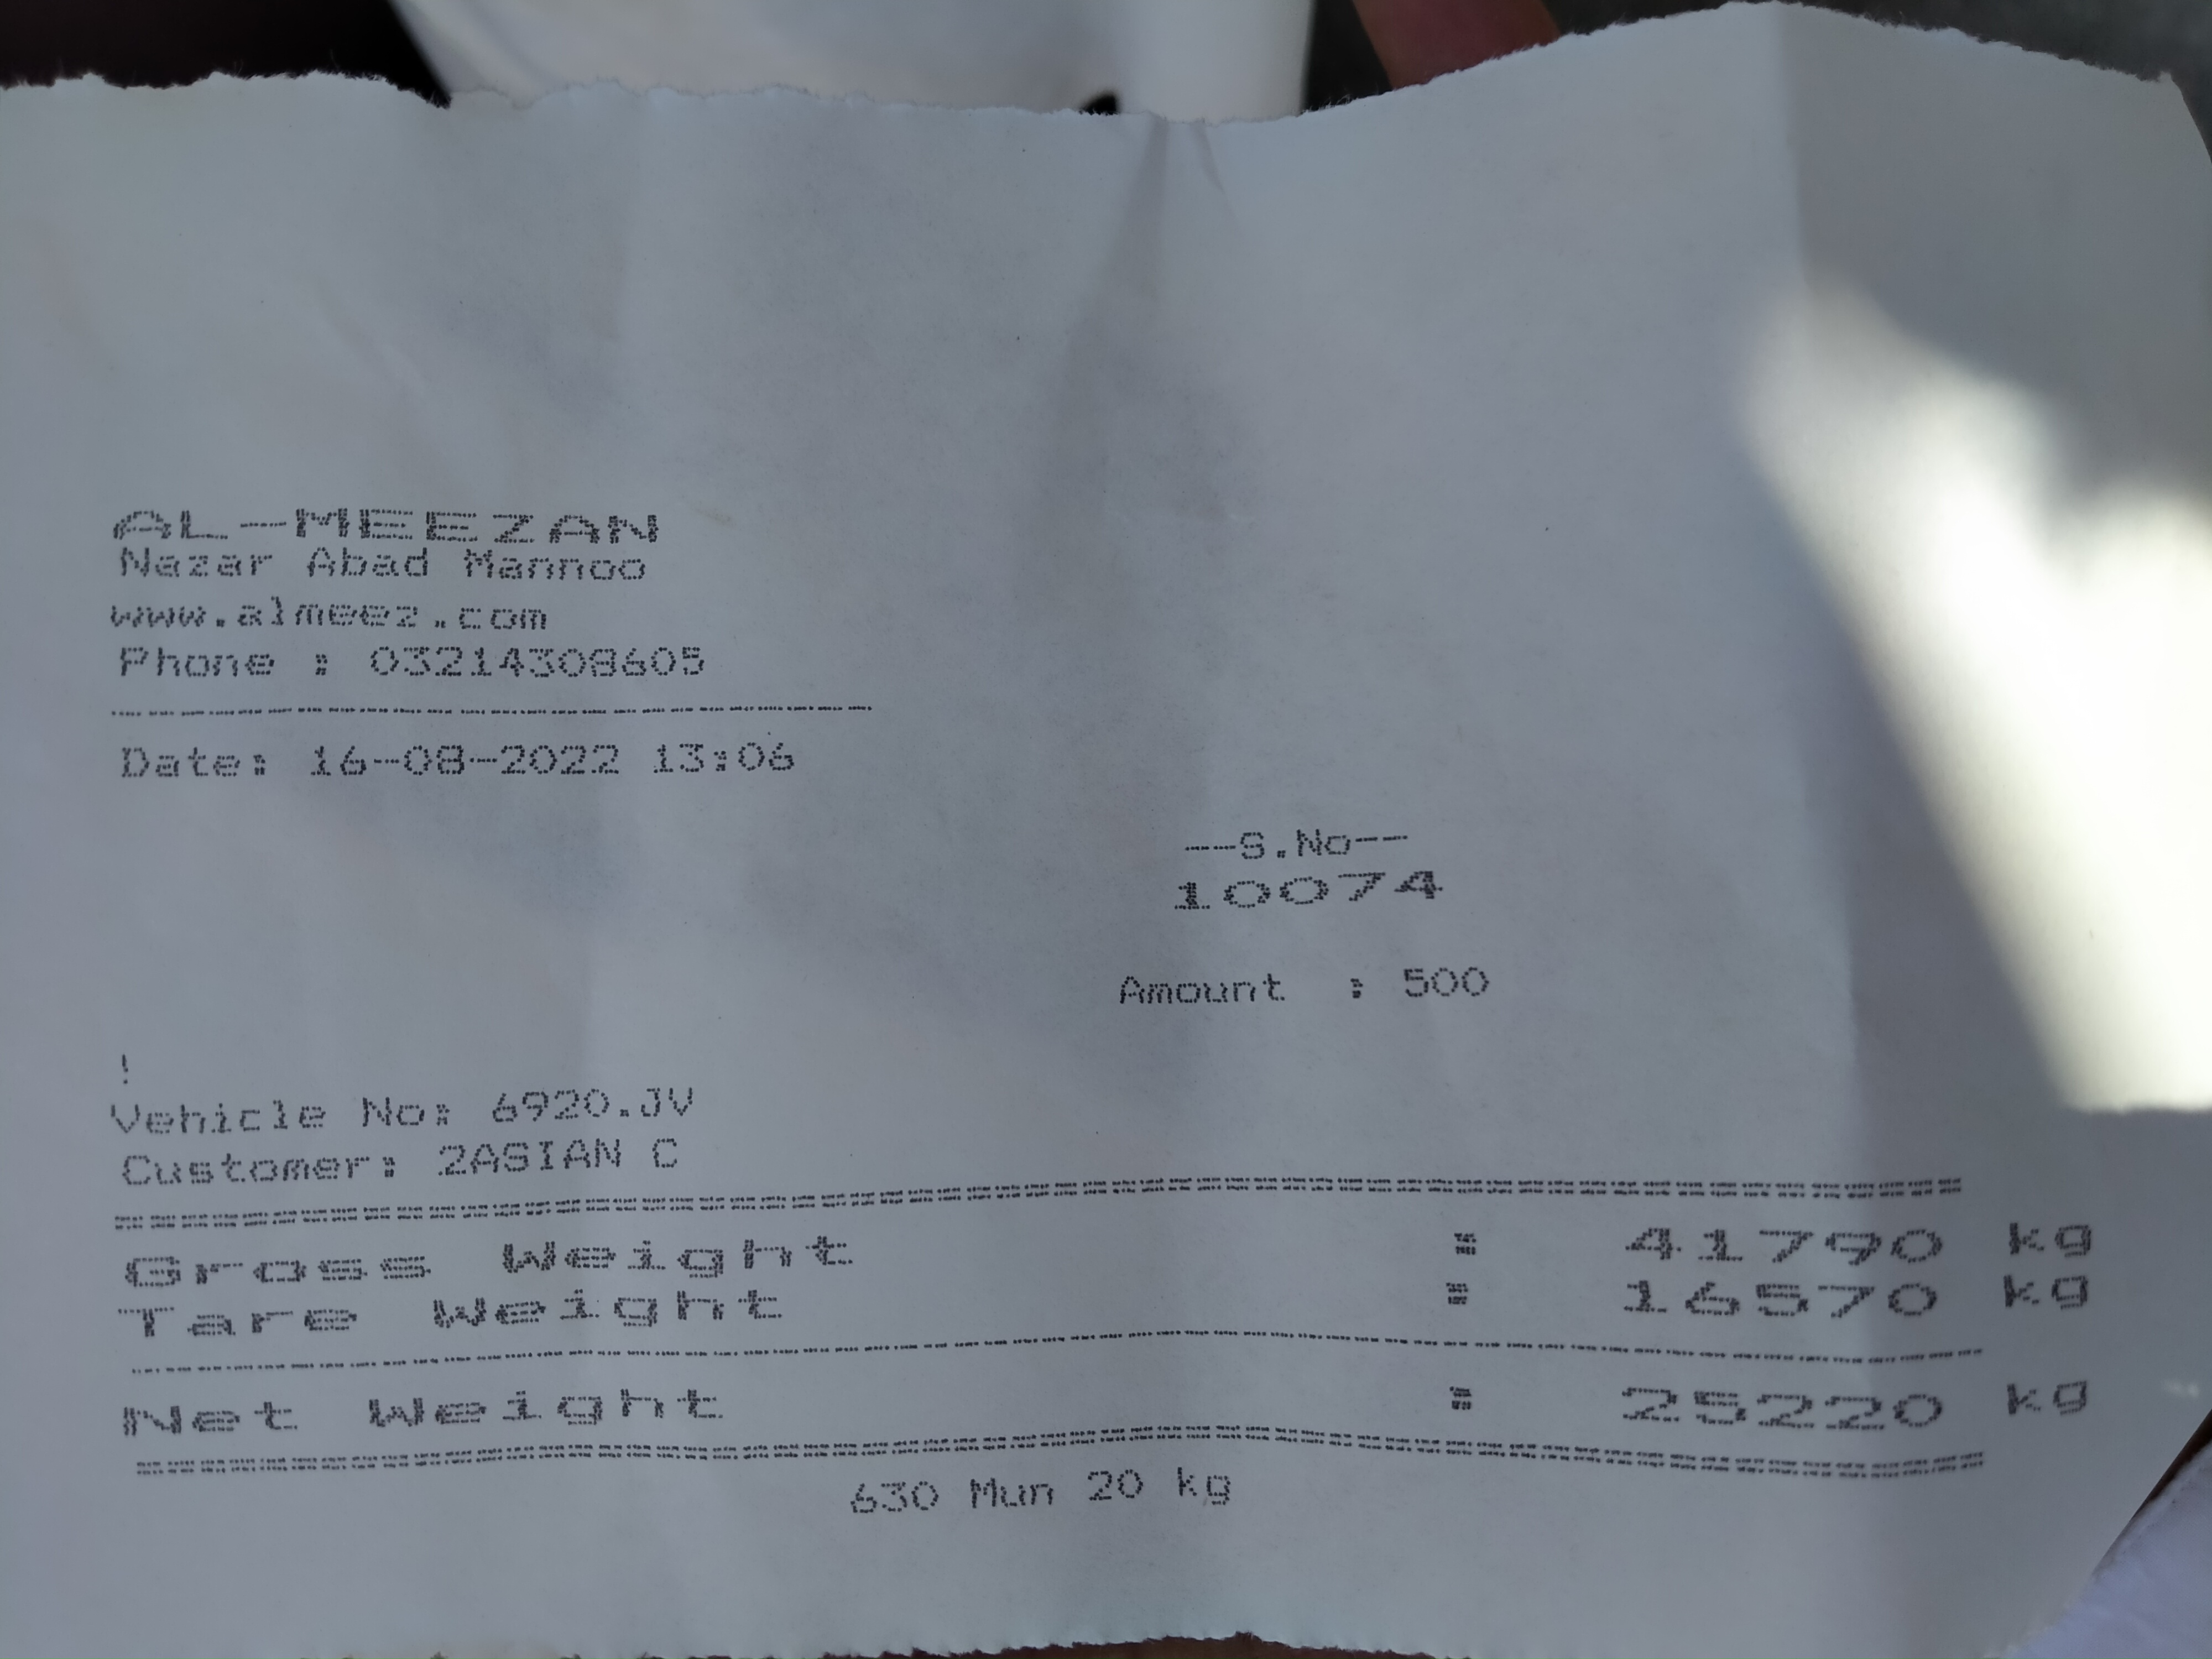 AL-MEEZAN
Nazar Abad Mannoo
www.almeez.com
Phone : 03214308605
Date: 16-08-2022 13:06
--S.No--
10074
Amount : 500
!
Vehicle No: 6920.JV
Customer: 2ASIAN C
Gross Weight : 41790 kg
Tare Weight : 16570 kg
Net Weight : 25220 kg
630 Mun 20 kg